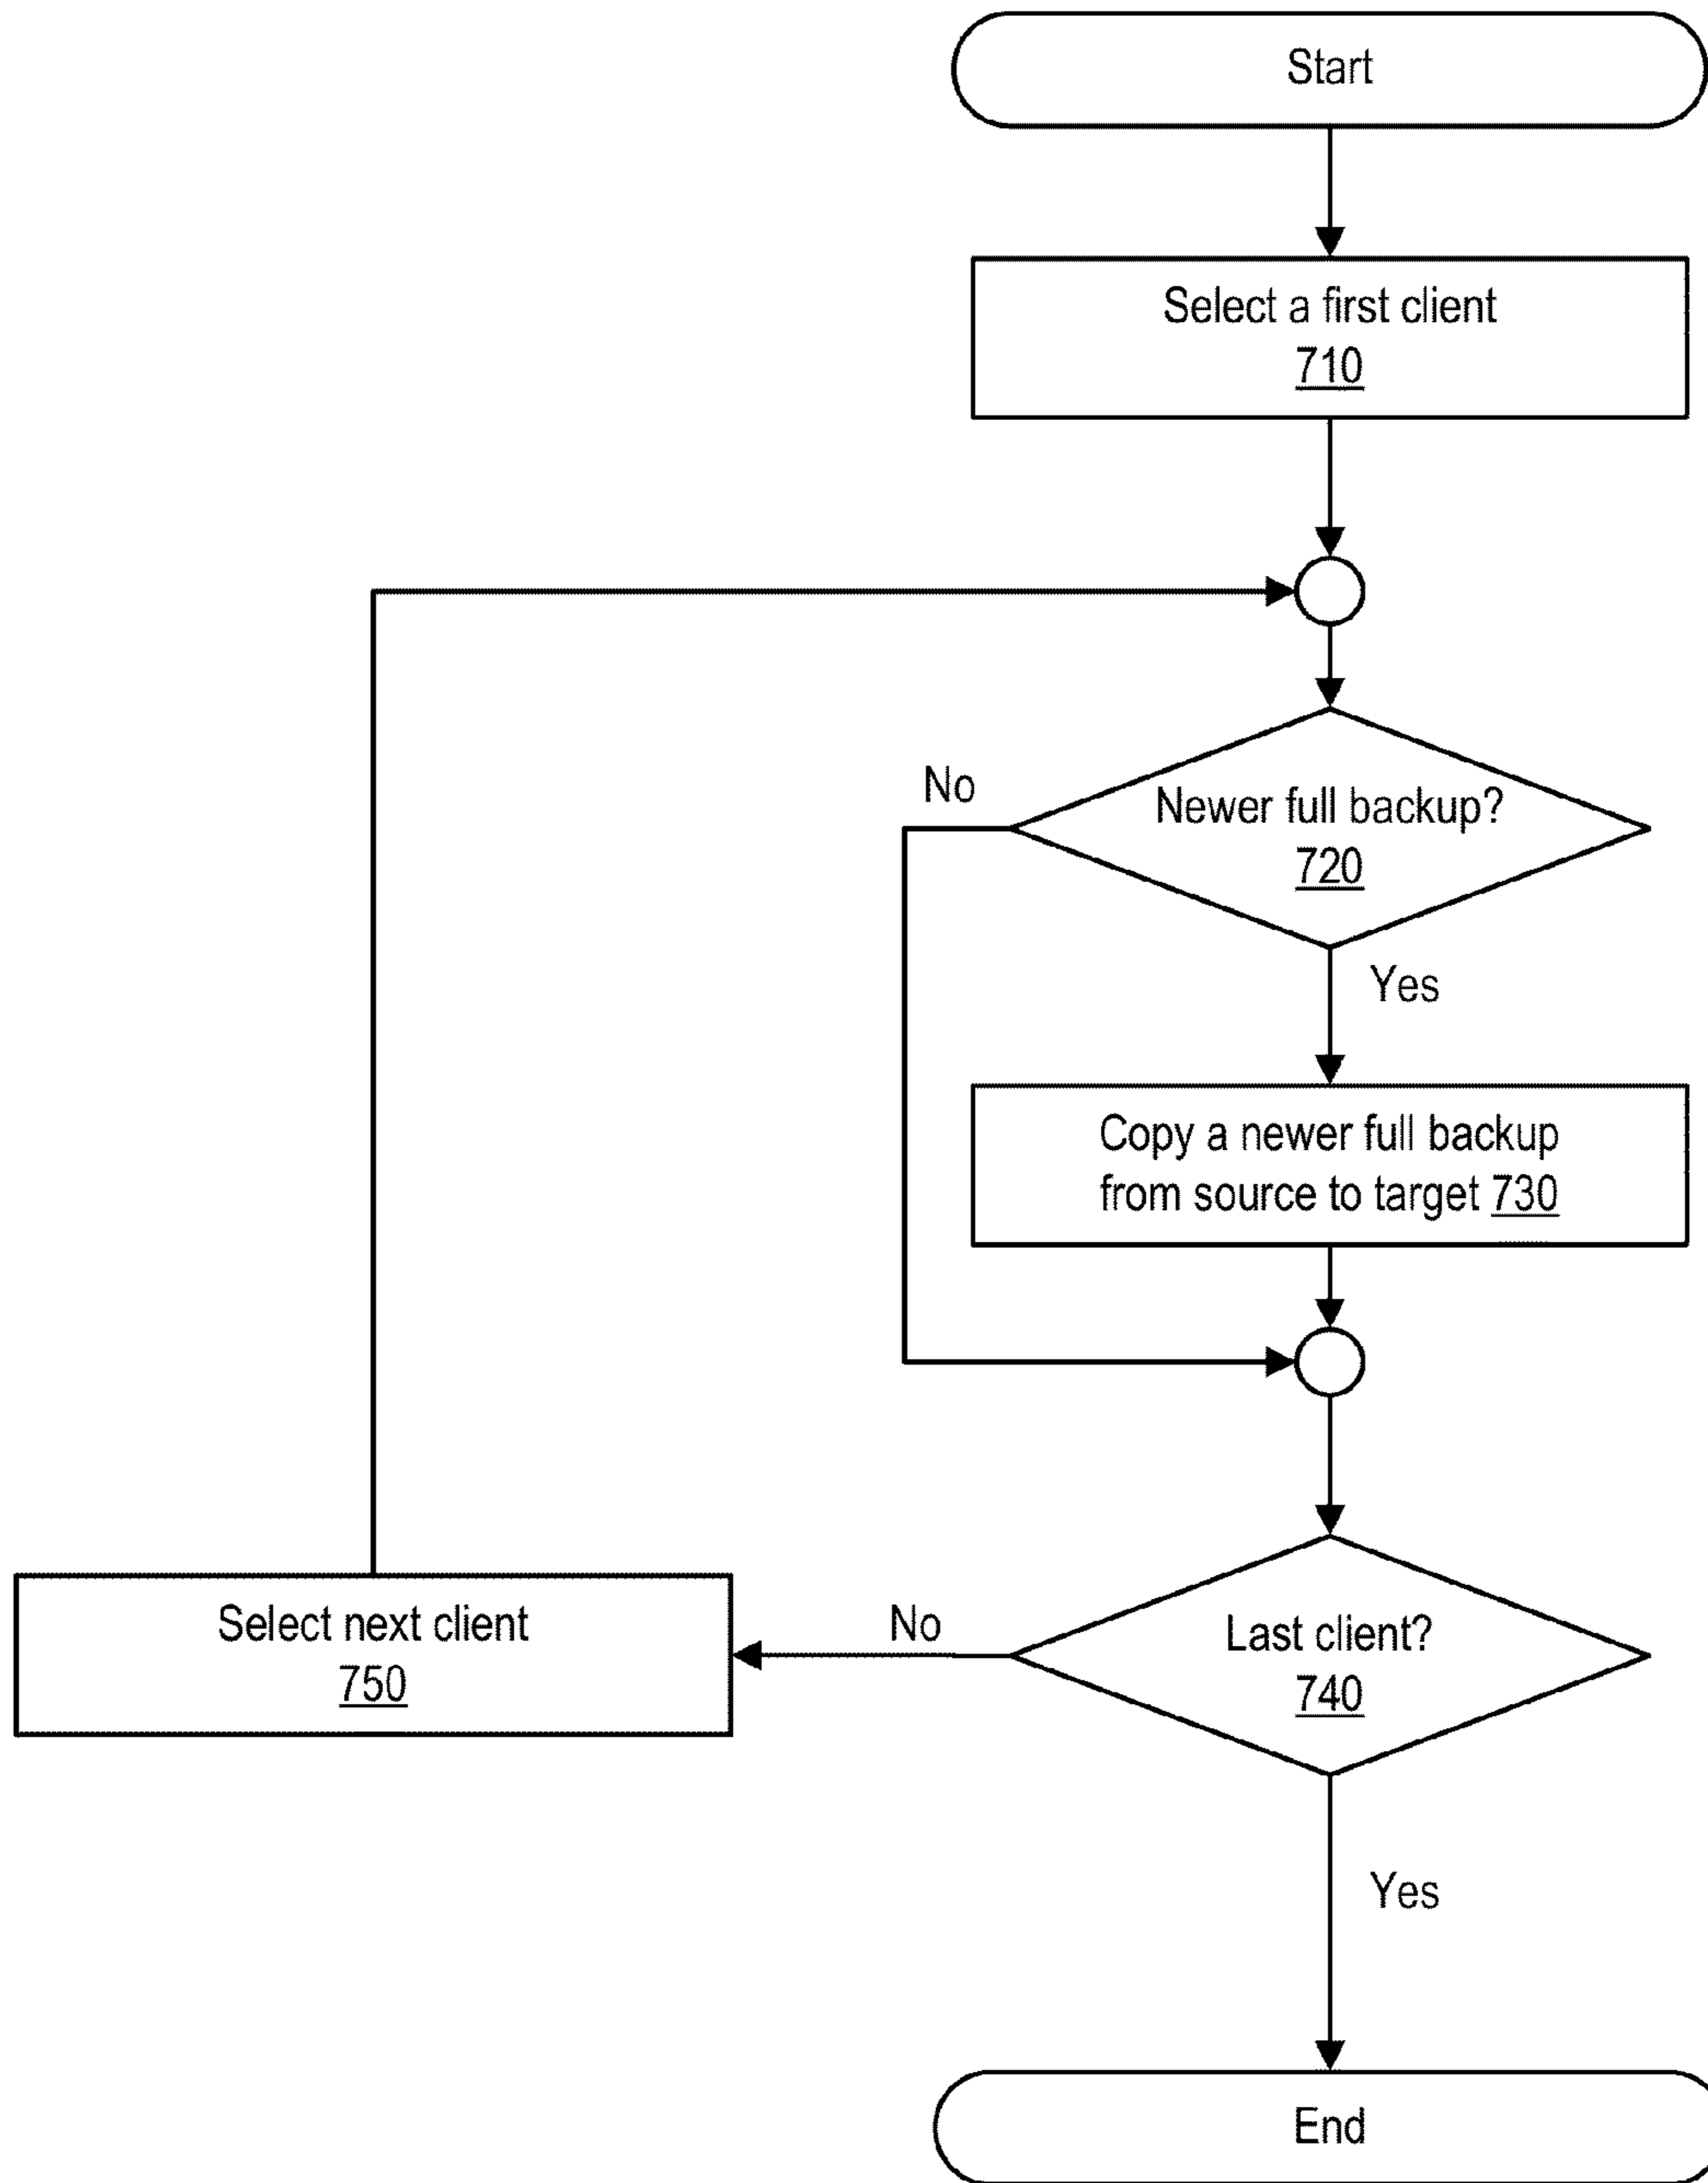 Start
Select a first client
710
No
Newer full backup?
720
Yes
Copy a newer full backup
from source to target 730
Select next client
750
No
Last client?
740
Yes
End